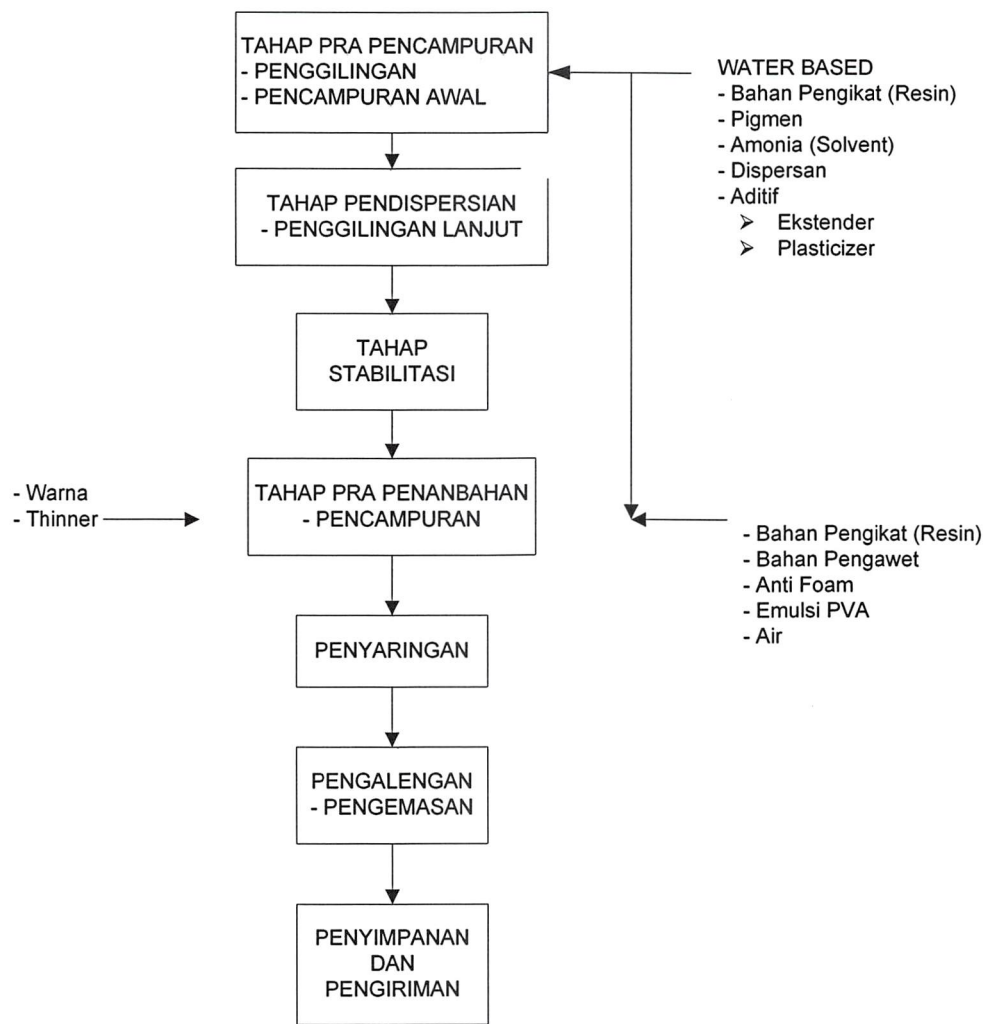 TAHAP PRA PENCAMPURAN
- PENGGILINGAN
- PENCAMPURAN AWAL
WATER BASED
- Bahan Pengikat (Resin)
- Pigmen
- Amonia (Solvent)
- Dispersan
- Aditif
➢ Ekstender
➢ Plasticizer
TAHAP PENDISPERSIAN
- PENGGILINGAN LANJUT
TAHAP
STABILITASI
- Warna
- Thinner
TAHAP PRA PENANBAHAN
- PENCAMPURAN
- Bahan Pengikat (Resin)
- Bahan Pengawet
- Anti Foam
- Emulsi PVA
- Air
PENYARINGAN
PENGALENGAN
- PENGEMASAN
PENYIMPANAN
DAN
PENGIRIMAN